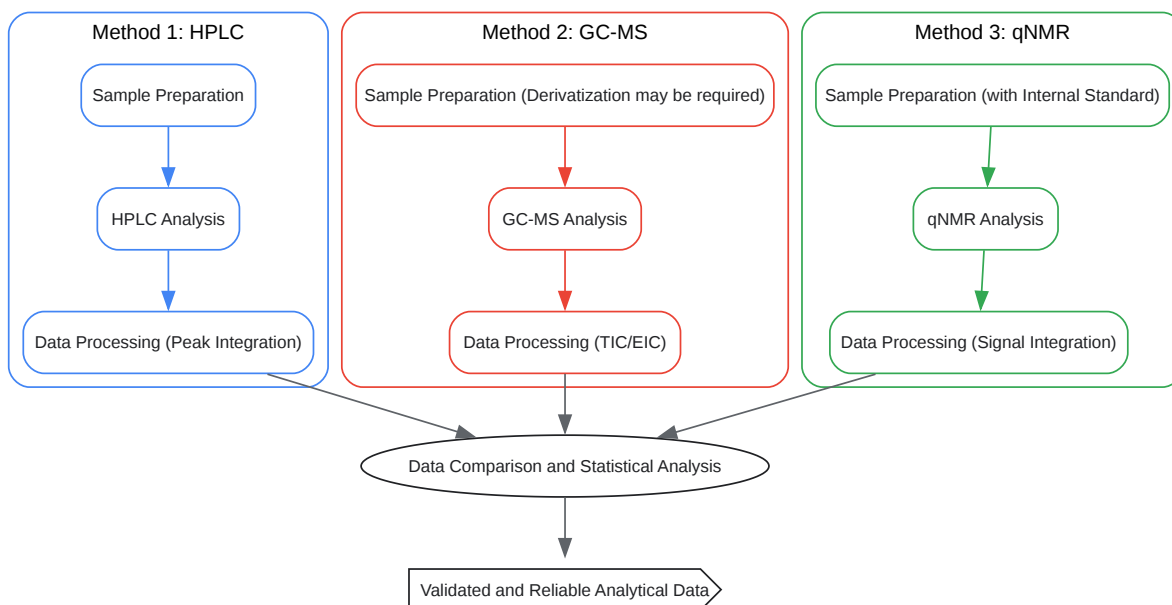 Method 1: HPLC
Sample Preparation
HPLC Analysis
Data Processing (Peak Integration)
Method 2: GC-MS
Sample Preparation (Derivatization may be required)
GC-MS Analysis
Data Processing (TIC/EIC)
Method 3: qNMR
Sample Preparation (with Internal Standard)
qNMR Analysis
Data Processing (Signal Integration)
Data Comparison and Statistical Analysis
Validated and Reliable Analytical Data